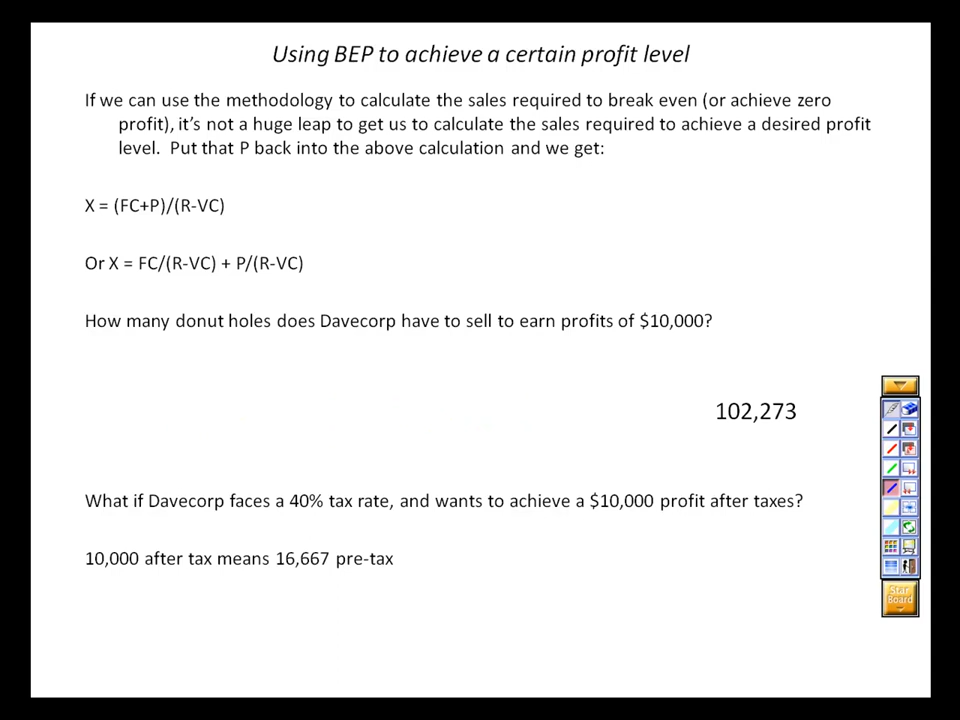 Using BEP to achieve a certain profit level
If we can use the methodology to calculate the sales required to break even (or achieve zero
profit), it's not a huge leap to get us to calculate the sales required to achieve a desired profit
level. Put that P back into the above calculation and we get:
X = (FC+P)/(R-VC)
Or X = FC/(R-VC) + P/(R-VC)
How many donut holes does Davecorp have to sell to earn profits of $10,000?
102,273
What if Davecorp faces a 40% tax rate, and wants to achieve a $10,000 profit after taxes?
10,000 after tax means 16,667 pre-tax
Star
Board